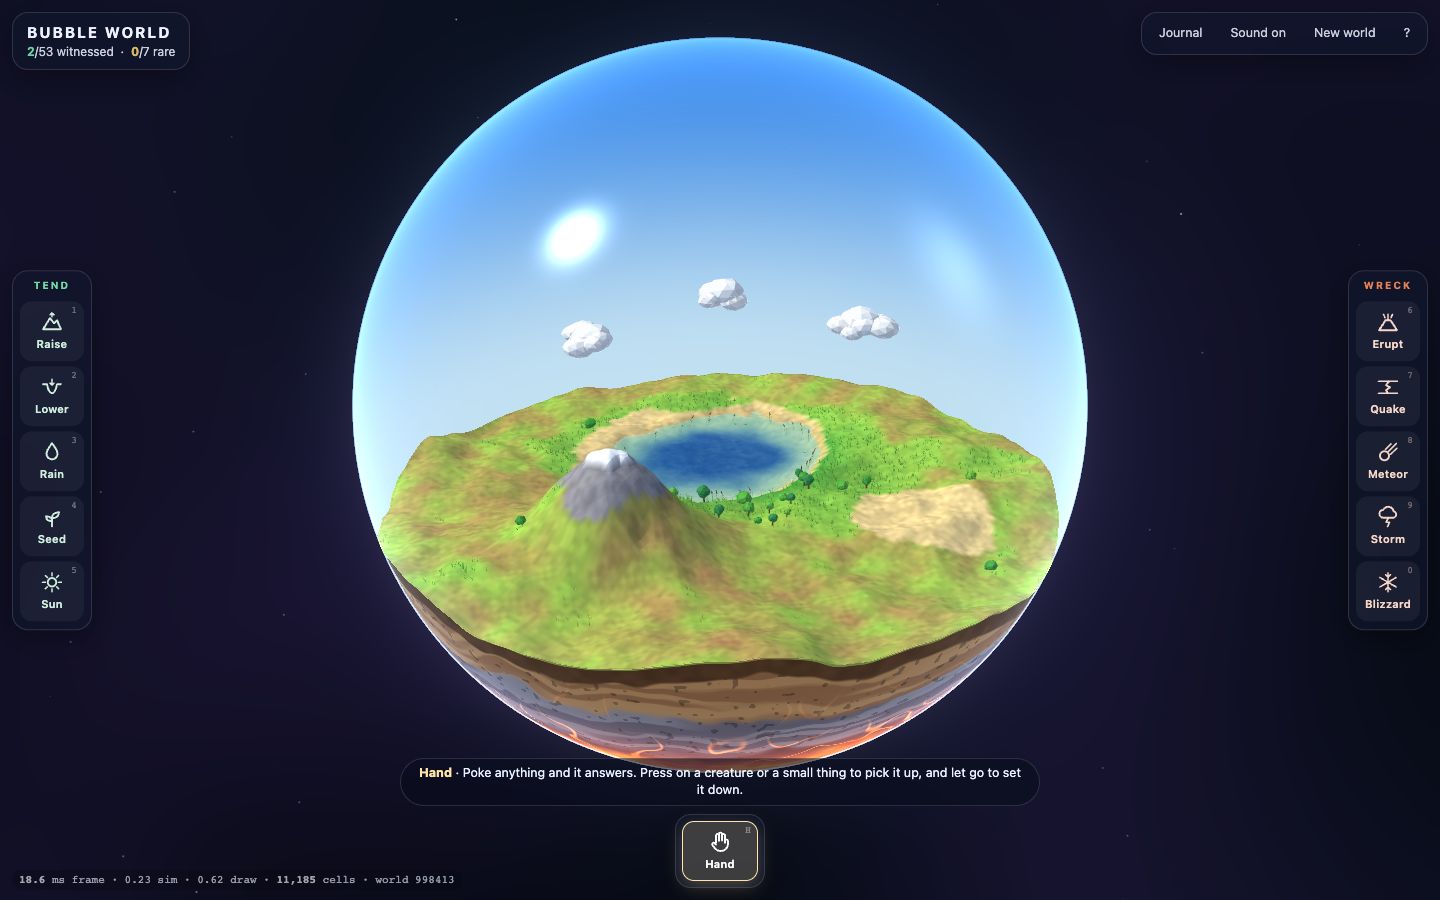 BUBBLE WORLD
2/53 witnessed · 0/7 rare
Journal
Sound on
New world
?
TEND
1
Raise
2
Lower
3
Rain
4
Seed
5
Sun
WRECK
6
Erupt
7
Quake
8
Meteor
9
Storm
0
Blizzard
Hand · Poke anything and it answers. Press on a creature or a small thing to pick it up, and let go to set
it down.
H
Hand
18.6 ms frame · 0.23 sim · 0.62 draw · 11,185 cells · world 998413